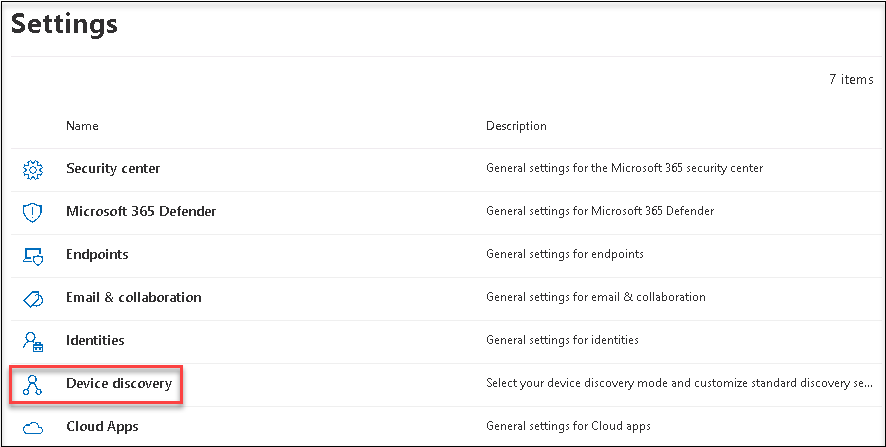 Settings
7 items
Name Description
Security center General settings for the Microsoft 365 security center
Microsoft 365 Defender General settings for Microsoft 365 Defender
Endpoints General settings for endpoints
Email & collaboration General settings for email & collaboration
Identities General settings for identities
Device discovery Select your device discovery mode and customize standard discovery se...
Cloud Apps General settings for Cloud apps